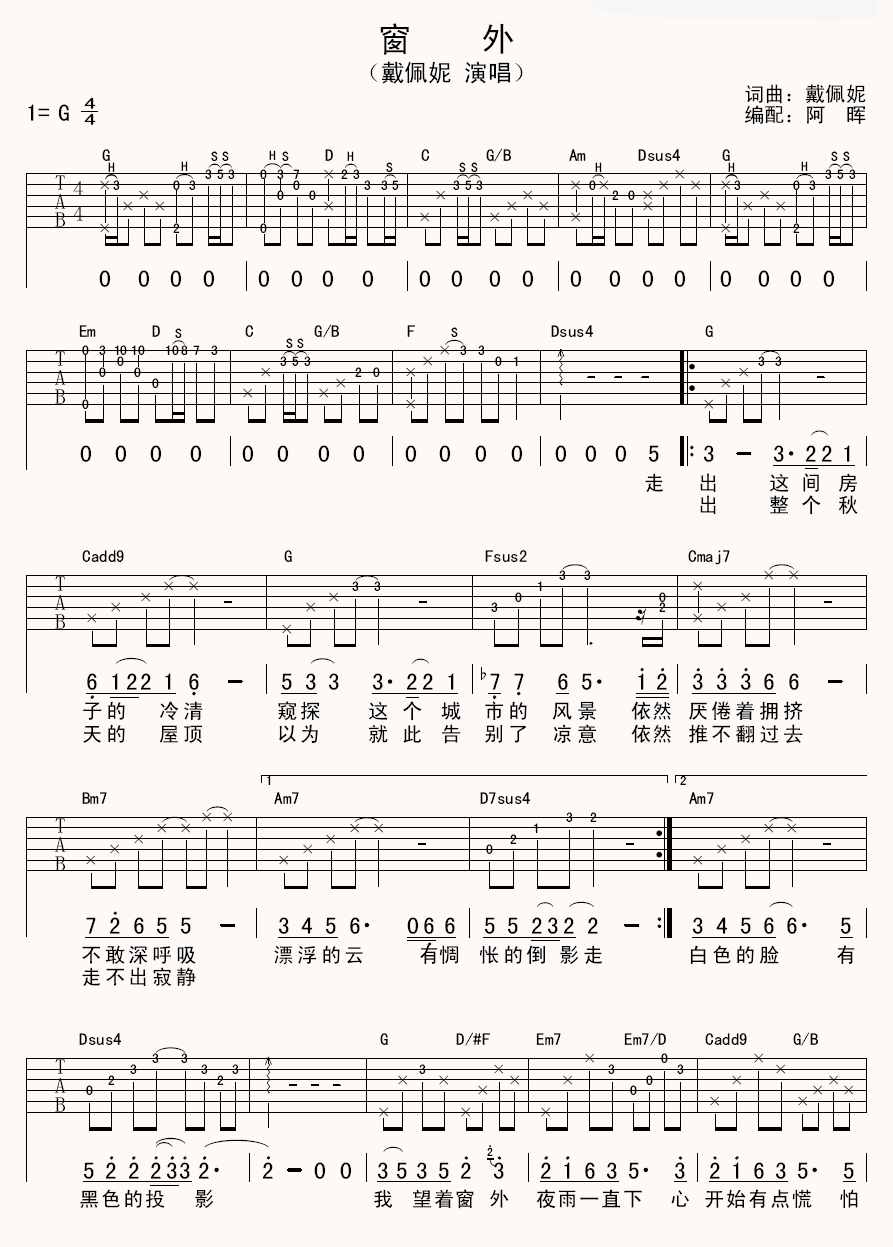 窗 外
（戴佩妮 演唱）
词曲：戴佩妮
1= G 4/4
编配：阿 晖
G D C G/B Am Dsus4 G
0 0 0 0 | 0 0 0 0 | 0 0 0 0 | 0 0 0 0 | 0 0 0 0
Em D C G/B F Dsus4 G
0 0 0 0 | 0 0 0 0 | 0 0 0 0 | 0 0 0 5 |: 3 - 3· 2 2 1
走 出 这 间 房
出 整 个 秋
Cadd9 G Fsus2 Cmaj7
6 1 2 2 1 6 - | 5 3 3 3· 2 2 1 | ♭7 7 6 5· 1 2 | 3 3 3 6 6 -
子 的 冷 清 窥 探 这 个 城 市 的 风 景 依 然 厌 倦 着 拥 挤
天 的 屋 顶 以 为 就 此 告 别 了 凉 意 依 然 推 不 翻 过 去
1 2
Bm7 Am7 D7sus4 Am7
7 2 6 5 5 - | 3 4 5 6· 0 6 6 | 5 5 2 3 2 2 - :| 3 4 5 6 6· 5
不 敢 深 呼 吸 漂 浮 的 云 有 惆 怅 的 倒 影 走 白 色 的 脸 有
走 不 出 寂 静
Dsus4 G D/#F Em7 Em7/D Cadd9 G/B
5 2 2 2 3 3 2· | 2 - 0 0 | 3 5 3 5 2 2 3 | 2 1 6 3 5· 3 | 2 1 6 3 5· 5
黑 色 的 投 影 我 望 着 窗 外 夜 雨 一 直 下 心 开 始 有 点 慌 怕